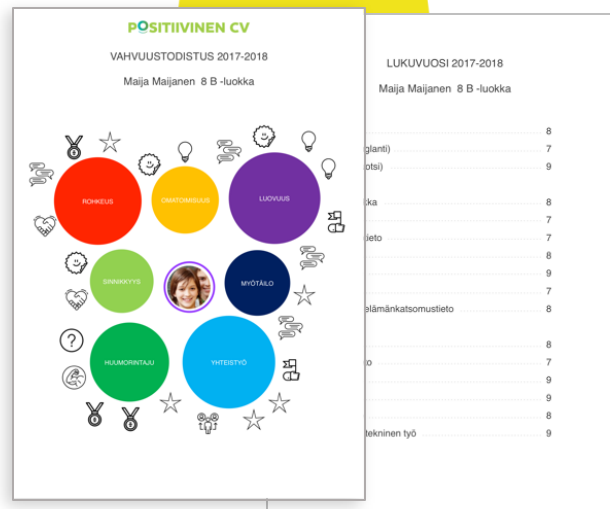 POSITIIVINEN CV
VAHVUUSTODISTUS 2017-2018
Maija Maijanen 8 B -luokka
ROHKEUS
OMATOIMISUUS
LUOVUUS
SINNIKKYYS
MYÖTÄILO
HUUMORINTAJU
YHTEISTYÖ
LUKUVUOSI 2017-2018
Maija Maijanen 8 B -luokka
8
glanti) 7
otsi) 9
kka 8
7
tieto 7
8
9
7
elämänkatsomustieto 8
8
to 7
9
9
8
tekninen työ 9